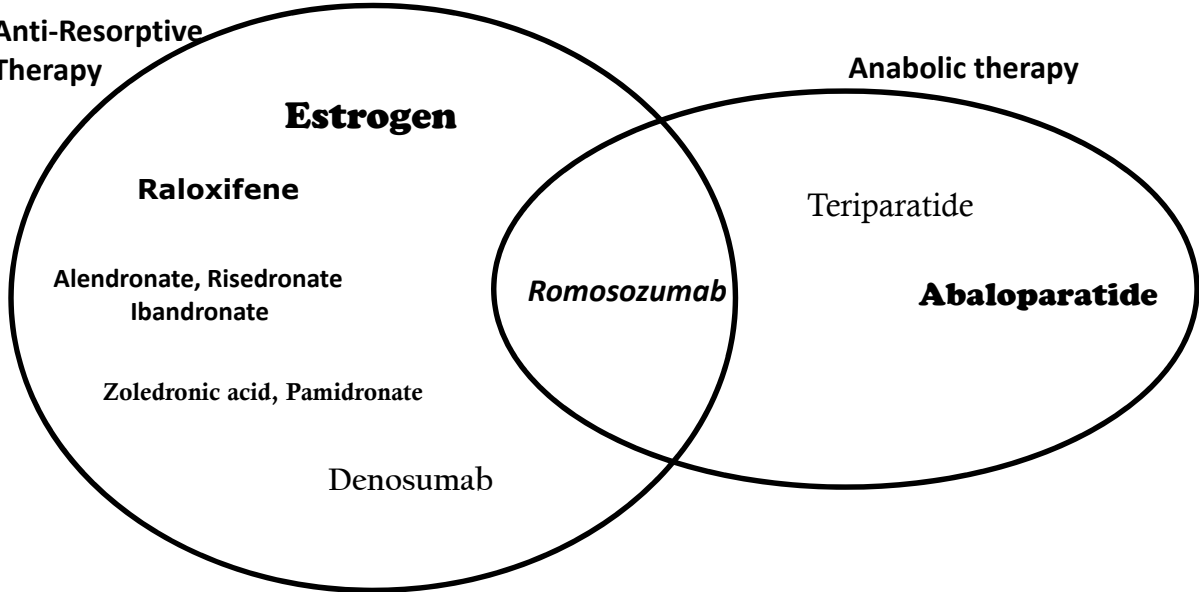 Anti-Resorptive
Therapy
Anabolic therapy
Estrogen
Raloxifene
Teriparatide
Alendronate, Risedronate
Ibandronate
Romosozumab
Abaloparatide
Zoledronic acid, Pamidronate
Denosumab